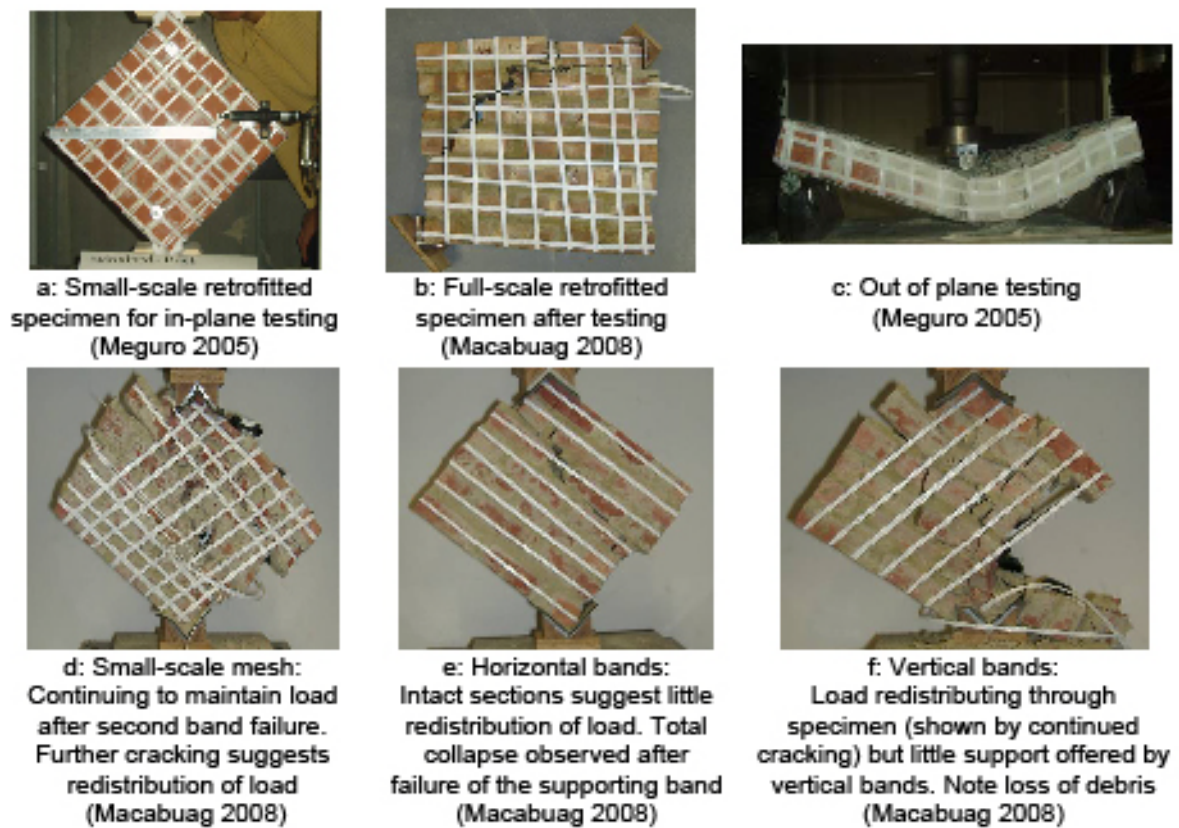 a: Small-scale retrofitted
specimen for in-plane testing
(Meguro 2005)
b: Full-scale retrofitted
specimen after testing
(Macabuag 2008)
c: Out of plane testing
(Meguro 2005)
d: Small-scale mesh:
Continuing to maintain load
after second band failure.
Further cracking suggests
redistribution of load
(Macabuag 2008)
e: Horizontal bands:
Intact sections suggest little
redistribution of load. Total
collapse observed after
failure of the supporting band
(Macabuag 2008)
f: Vertical bands:
Load redistributing through
specimen (shown by continued
cracking) but little support offered by
vertical bands. Note loss of debris
(Macabuag 2008)